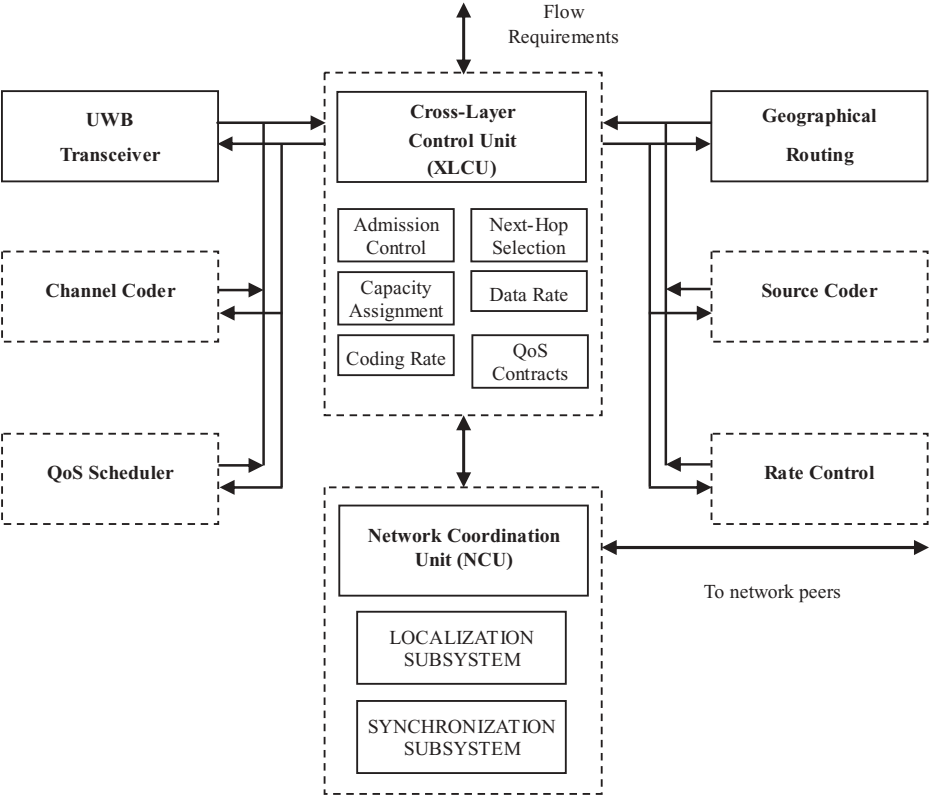 Flow
Requirements
UWB
Transceiver
Cross-Layer
Control Unit
(XLCU)
Geographical
Routing
Admission
Control
Next-Hop
Selection
Channel Coder
Capacity
Assignment
Data Rate
Source Coder
Coding Rate
QoS
Contracts
QoS Scheduler
Rate Control
Network Coordination
Unit (NCU)
To network peers
LOCALIZATION
SUBSYSTEM
SYNCHRONIZATION
SUBSYSTEM